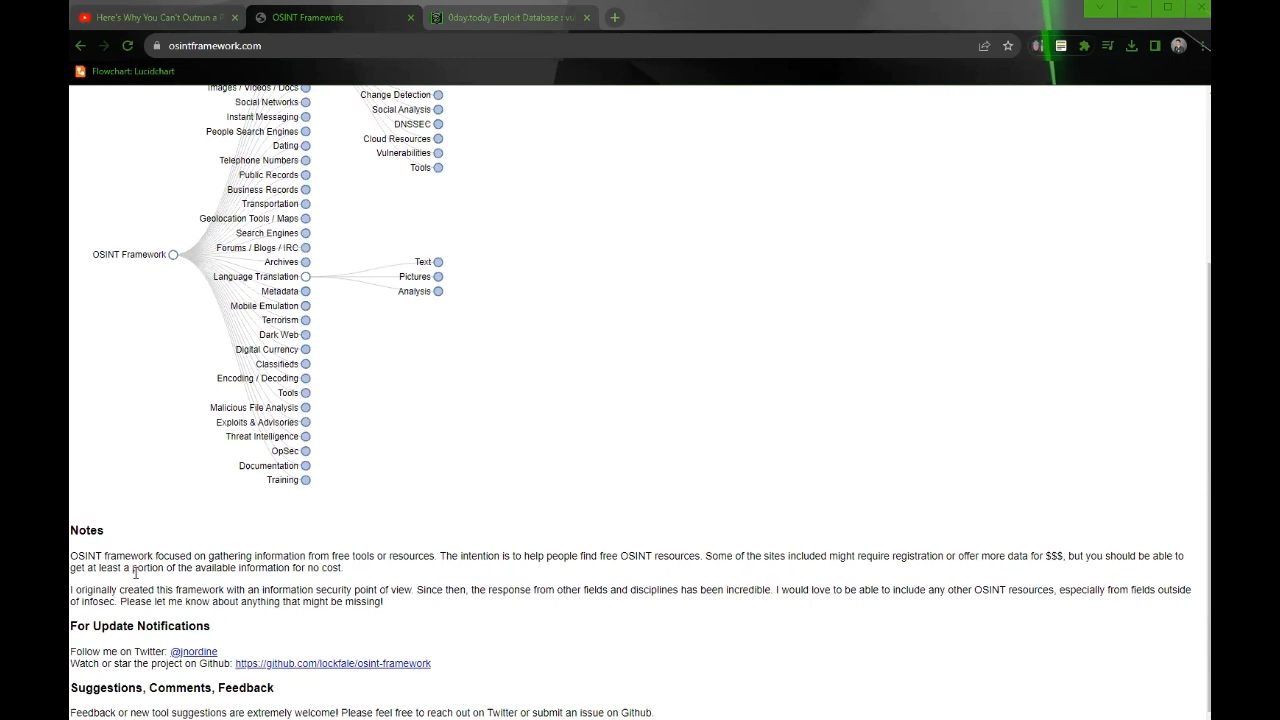 Here's Why You Can't Outrun a P
OSINT Framework
0day.today Exploit Database : vu
osintframework.com
Flowchart: Lucidchart
Images / Videos / Docs
Social Networks
Instant Messaging
People Search Engines
Dating
Telephone Numbers
Public Records
Business Records
Transportation
Geolocation Tools / Maps
Search Engines
Forums / Blogs / IRC
Archives
Language Translation
Metadata
Mobile Emulation
Terrorism
Dark Web
Digital Currency
Classifieds
Encoding / Decoding
Tools
Malicious File Analysis
Exploits & Advisories
Threat Intelligence
OpSec
Documentation
Training
OSINT Framework
Change Detection
Social Analysis
DNSSEC
Cloud Resources
Vulnerabilities
Tools
Text
Pictures
Analysis
Notes
OSINT framework focused on gathering information from free tools or resources. The intention is to help people find free OSINT resources. Some of the sites included might require registration or offer more data for $$$, but you should be able to
get at least a portion of the available information for no cost.
I originally created this framework with an information security point of view. Since then, the response from other fields and disciplines has been incredible. I would love to be able to include any other OSINT resources, especially from fields outside
of infosec. Please let me know about anything that might be missing!
For Update Notifications
Follow me on Twitter: @jnordine
Watch or star the project on Github: https://github.com/lockfale/osint-framework
Suggestions, Comments, Feedback
Feedback or new tool suggestions are extremely welcome! Please feel free to reach out on Twitter or submit an issue on Github.